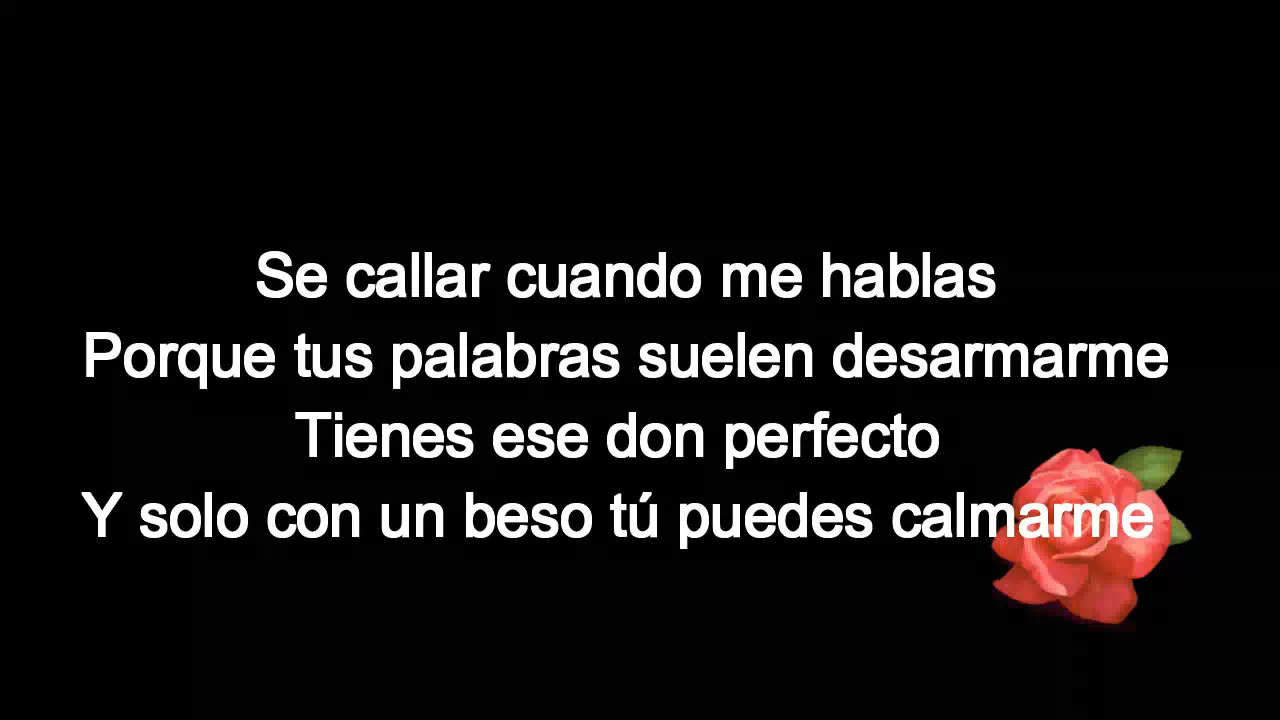 Se callar cuando me hablas
Porque tus palabras suelen desarmarme
Tienes ese don perfecto
Y solo con un beso tú puedes calmarme